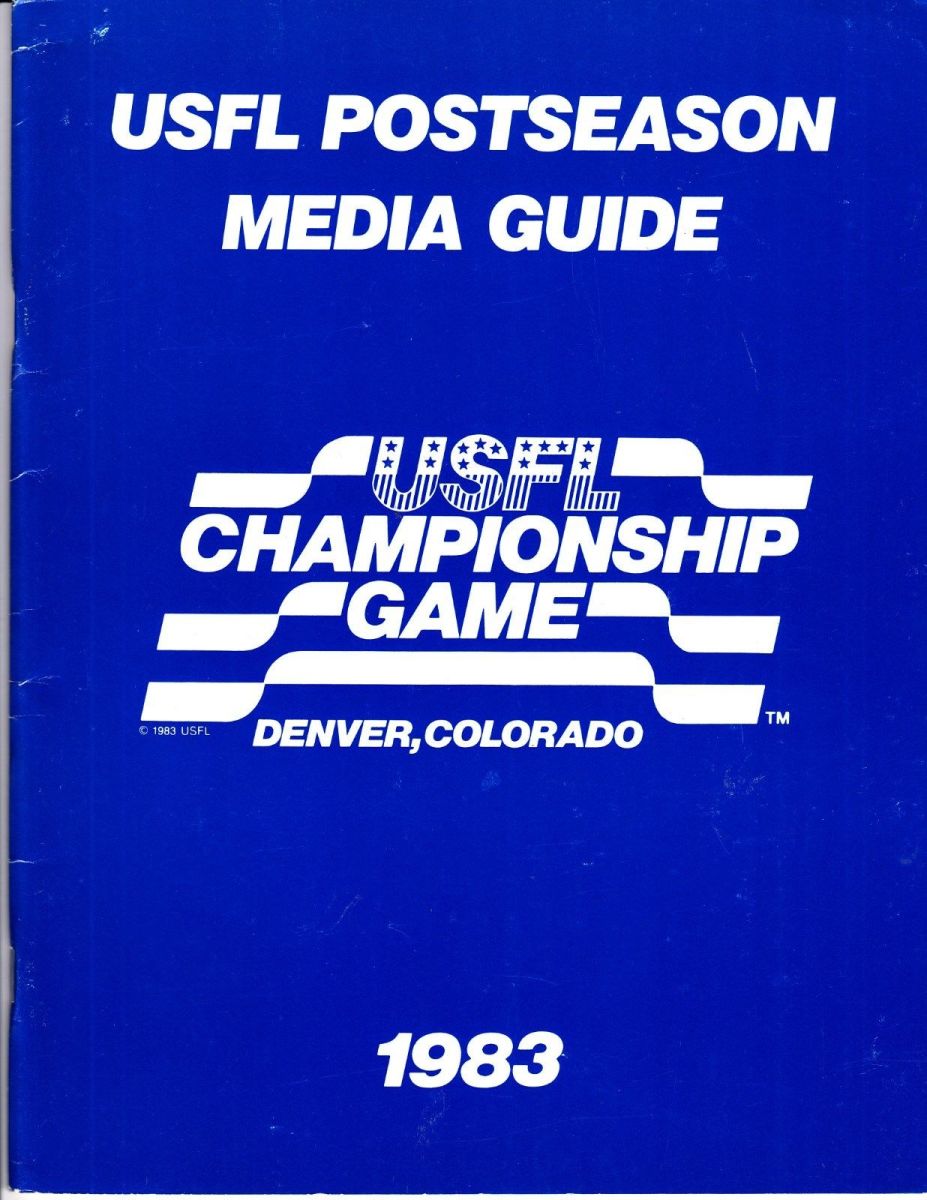 USFL POSTSEASON
MEDIA GUIDE
USFL
CHAMPIONSHIP
GAME
TM
© 1983 USFL
DENVER, COLORADO
1983